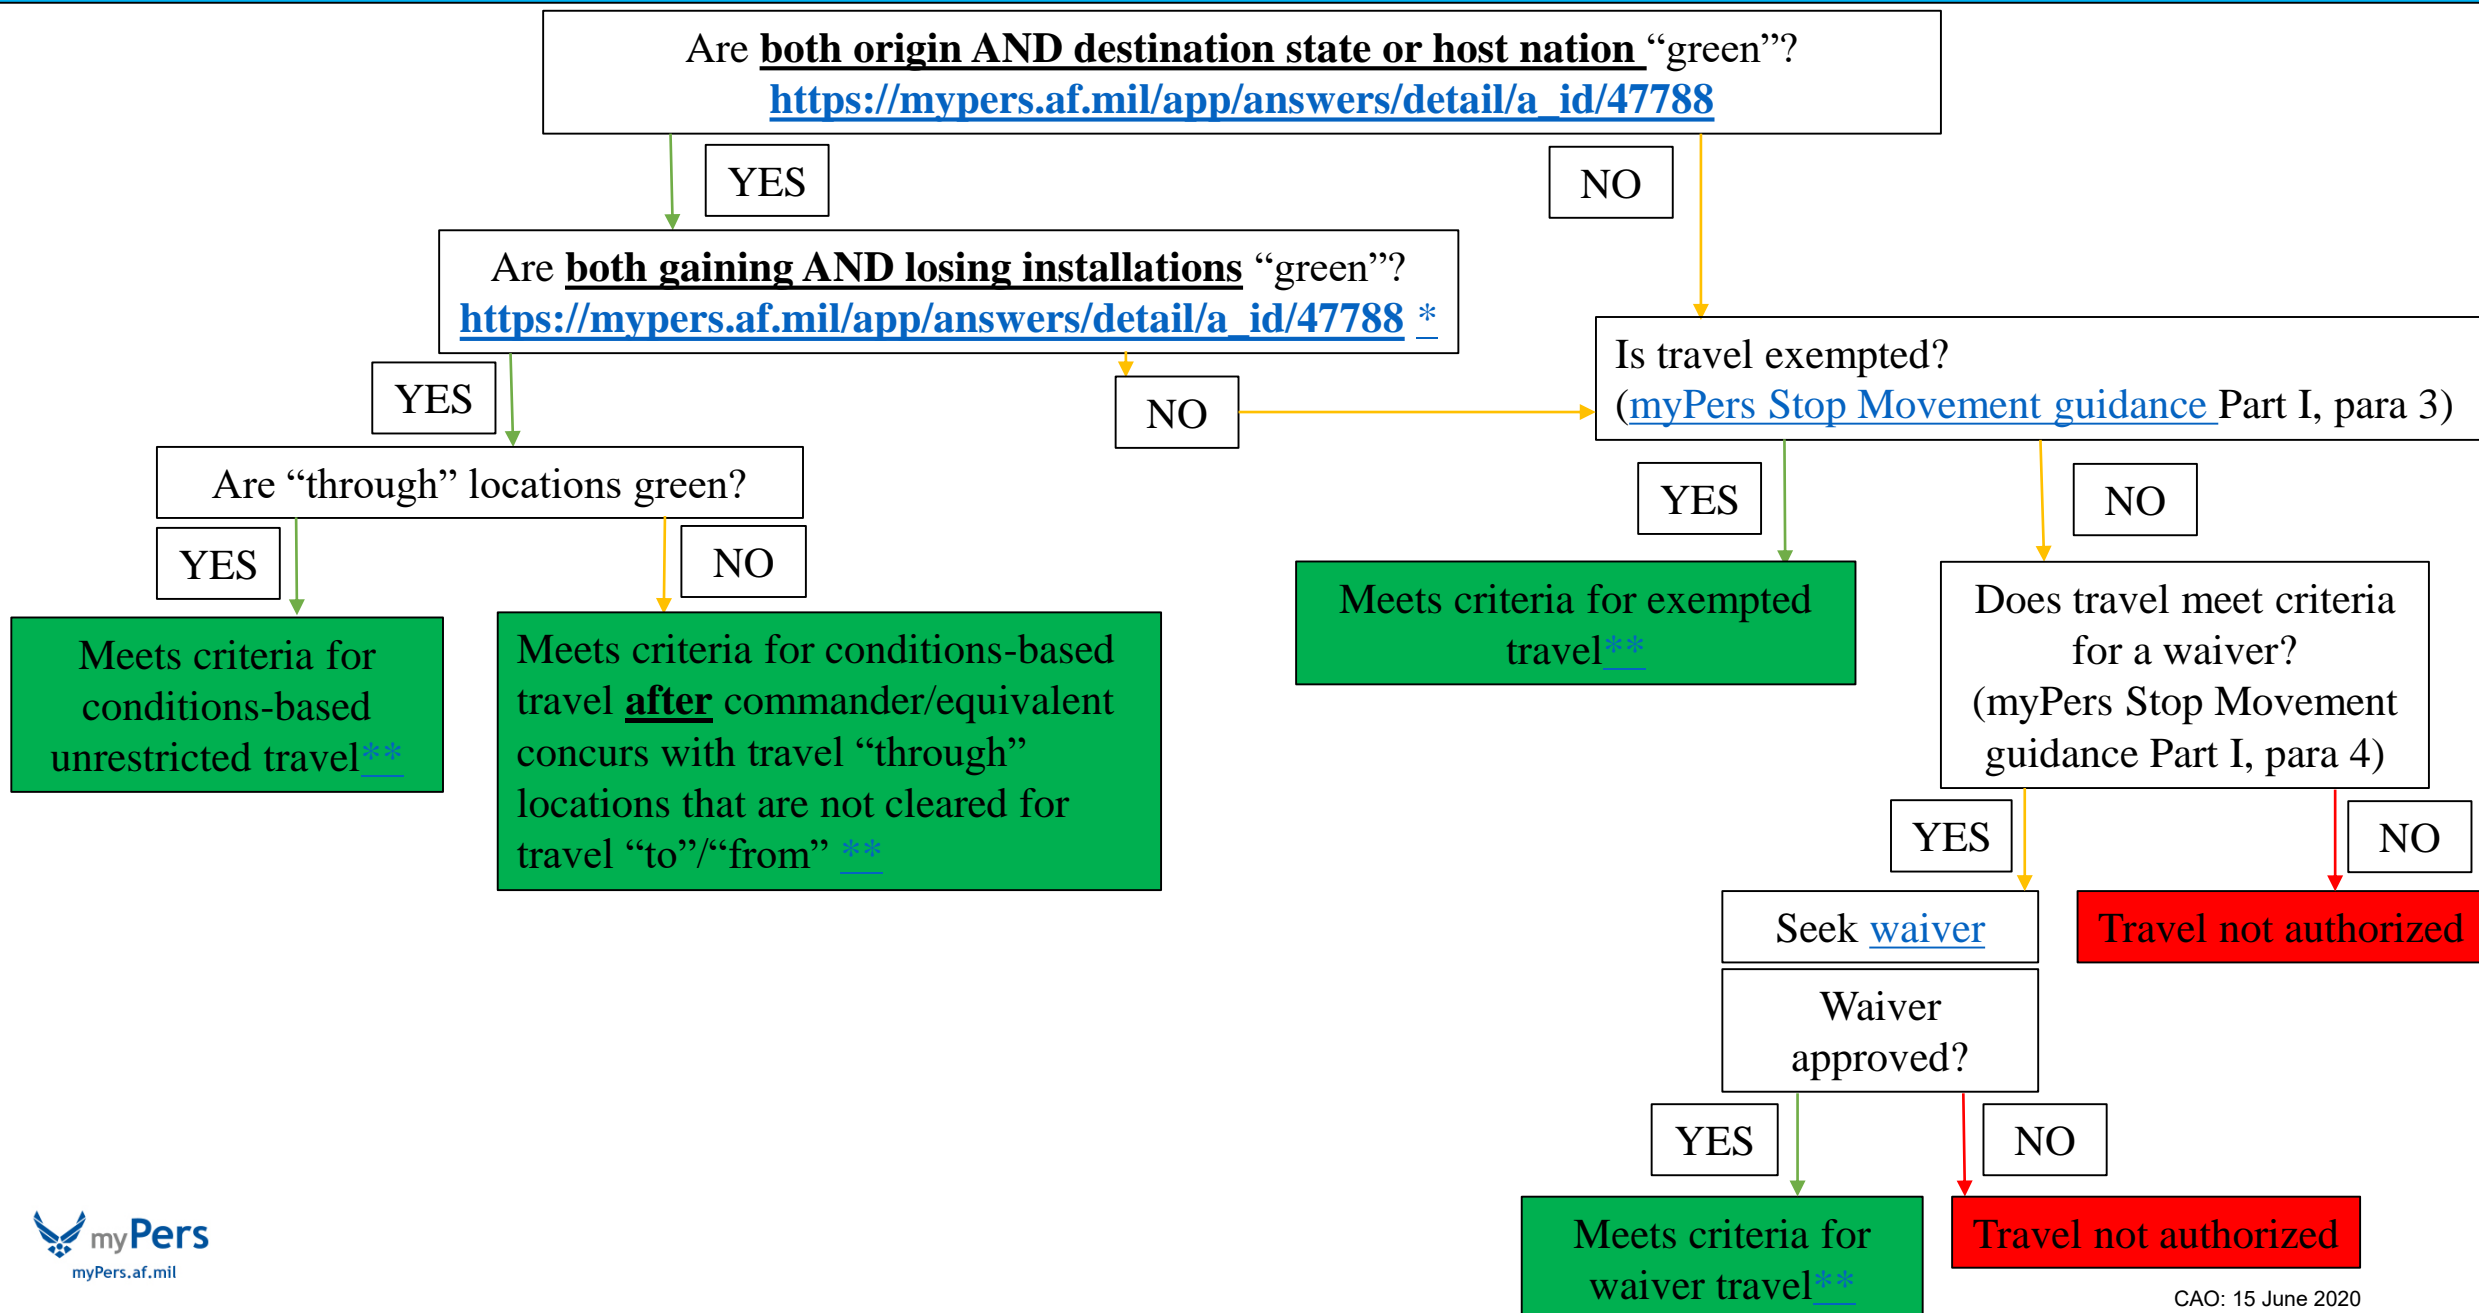 Are both origin AND destination state or host nation “green”?
https://mypers.af.mil/app/answers/detail/a_id/47788
YES
NO
Are both gaining AND losing installations “green”?
https://mypers.af.mil/app/answers/detail/a_id/47788 *
Is travel exempted?
(myPers Stop Movement guidance Part I, para 3)
YES
NO
Are “through” locations green?
YES
NO
YES
NO
Meets criteria for
conditions-based
unrestricted travel**
Meets criteria for conditions-based
travel after commander/equivalent
concurs with travel “through”
locations that are not cleared for
travel “to”/“from” **
Meets criteria for exempted
travel**
Does travel meet criteria
for a waiver?
(myPers Stop Movement
guidance Part I, para 4)
YES
NO
Seek waiver
Travel not authorized
Waiver
approved?
YES
NO
Meets criteria for
waiver travel**
Travel not authorized
myPers
myPers.af.mil
CAO: 15 June 2020